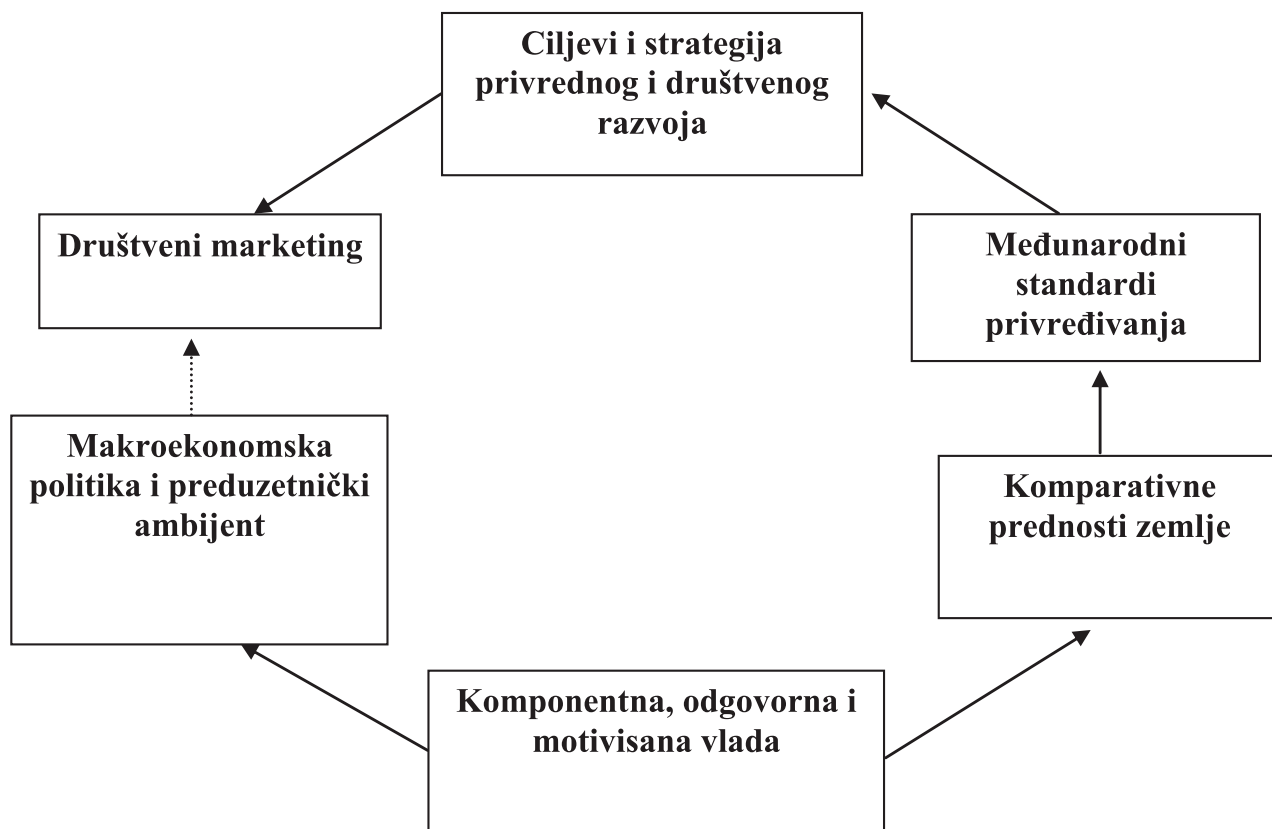 Ciljevi i strategija
privrednog i društvenog
razvoja
Društveni marketing
Međunarodni
standardi
privređivanja
Makroekonomska
politika i preduzetnički
ambijent
Komparativne
prednosti zemlje
Komponentna, odgovorna i
motivisana vlada